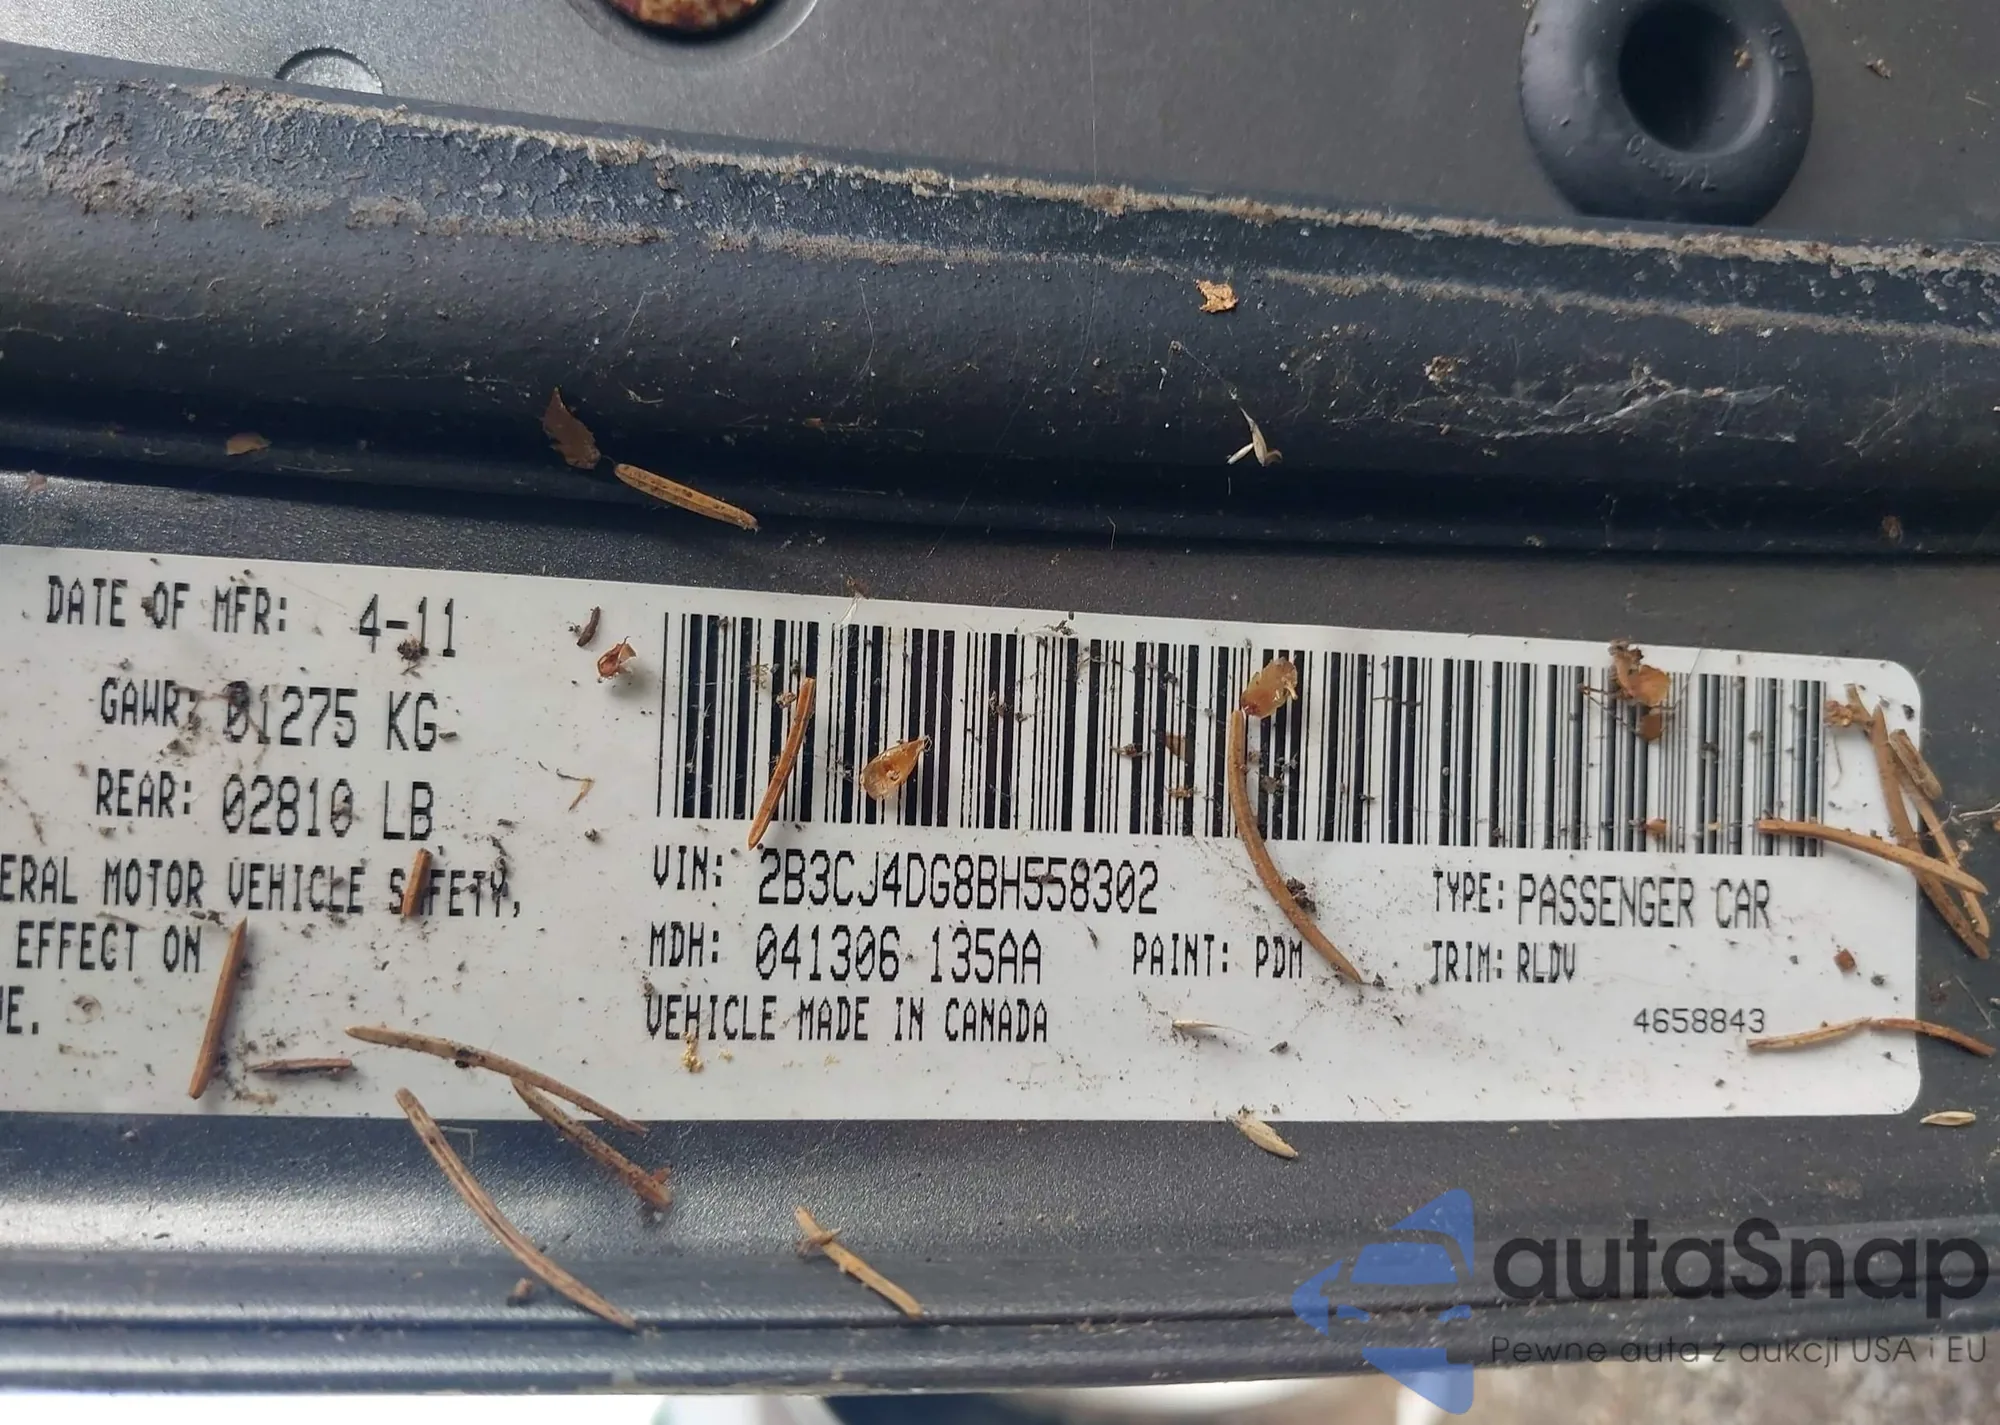 DATE OF MFR: 4-11
GAWR: 01275 KG
REAR: 02810 LB
ERAL MOTOR VEHICLE SAFETY,
EFFECT ON
VIN: 2B3CJ4DG8BH558302
TYPE: PASSENGER CAR
MDH: 041306 135AA
PAINT: PDM
TRIM: RLDV
VEHICLE MADE IN CANADA
4658843
autaSnap
Pewne auta z aukcji USA i EU